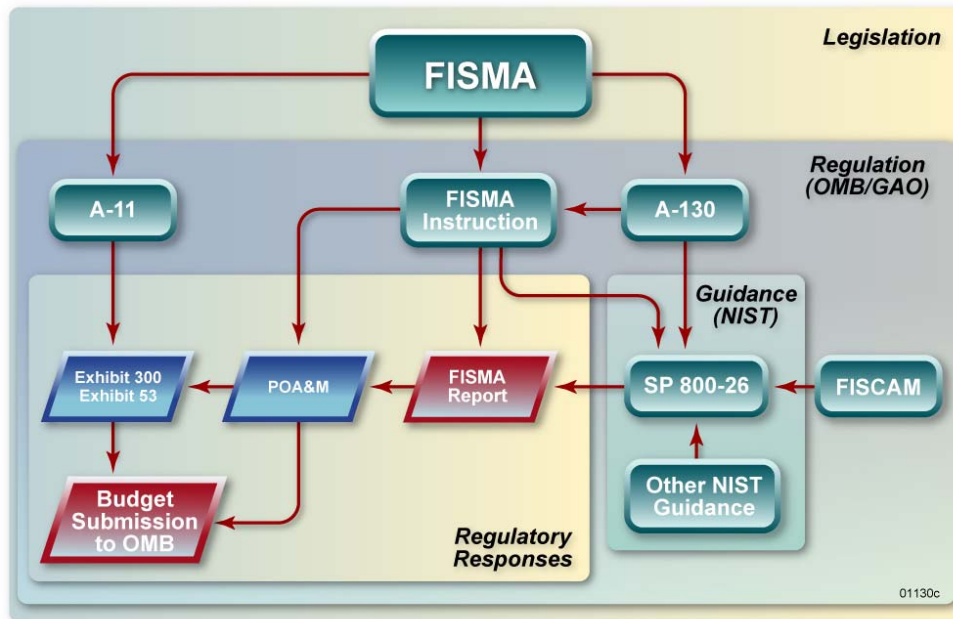 Legislation
FISMA
Regulation
(OMB/GAO)
A-11
FISMA
Instruction
A-130
Guidance
(NIST)
Exhibit 300
Exhibit 53
POA&M
FISMA
Report
SP 800-26
FISCAM
Budget
Submission
to OMB
Other NIST
Guidance
Regulatory
Responses
01130c